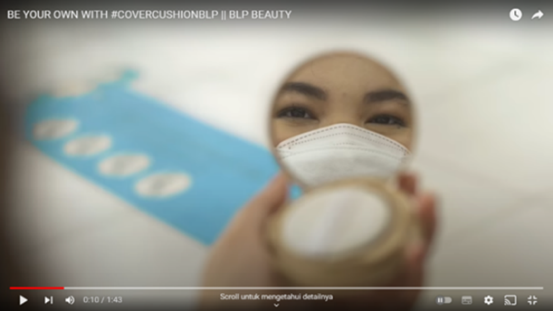 BE YOUR OWN WITH #COVERCUSHIONBLP || BLP BEAUTY
0:10 / 1:43
Scroll untuk mengetahui detailnya